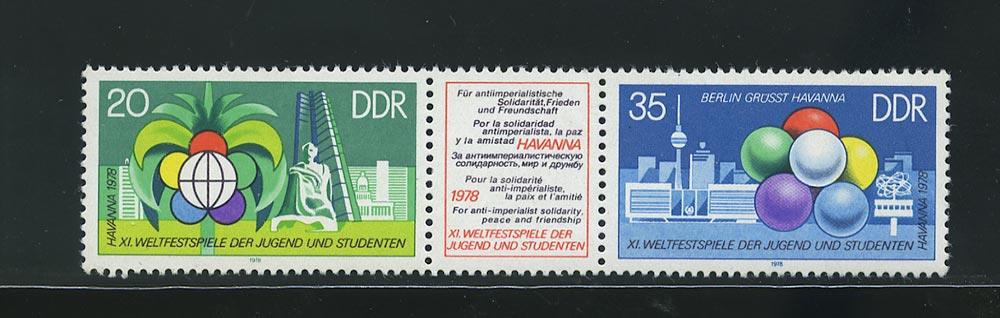 20 DDR
HAVANNA 1978
XI. WELTFESTSPIELE DER JUGEND UND STUDENTEN
1978
Für antiimperialistische
Solidarität, Frieden
und Freundschaft
Por la solidaridad
antimperialista, la paz
y la amistad HAVANNA
За антиимпериалистическую
солидарность, мир и дружбу
Pour la solidarité
1978 anti-impérialiste,
la paix et l'amitié
For anti-imperialist solidarity,
peace and friendship
XI. WELTFESTSPIELE DER
JUGEND UND STUDENTEN
BERLIN GRÜSST HAVANNA
35 DDR
HAVANNA 1978
XI. WELTFESTSPIELE DER JUGEND UND STUDENTEN
1978